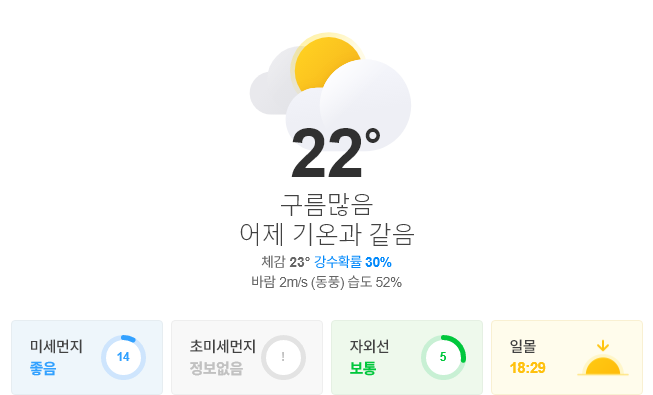 22°
구름많음
어제 기온과 같음
체감 23° 강수확률 30%
바람 2m/s (동풍) 습도 52%
미세먼지
좋음
14
초미세먼지
정보없음
!
자외선
보통
5
일몰
18:29